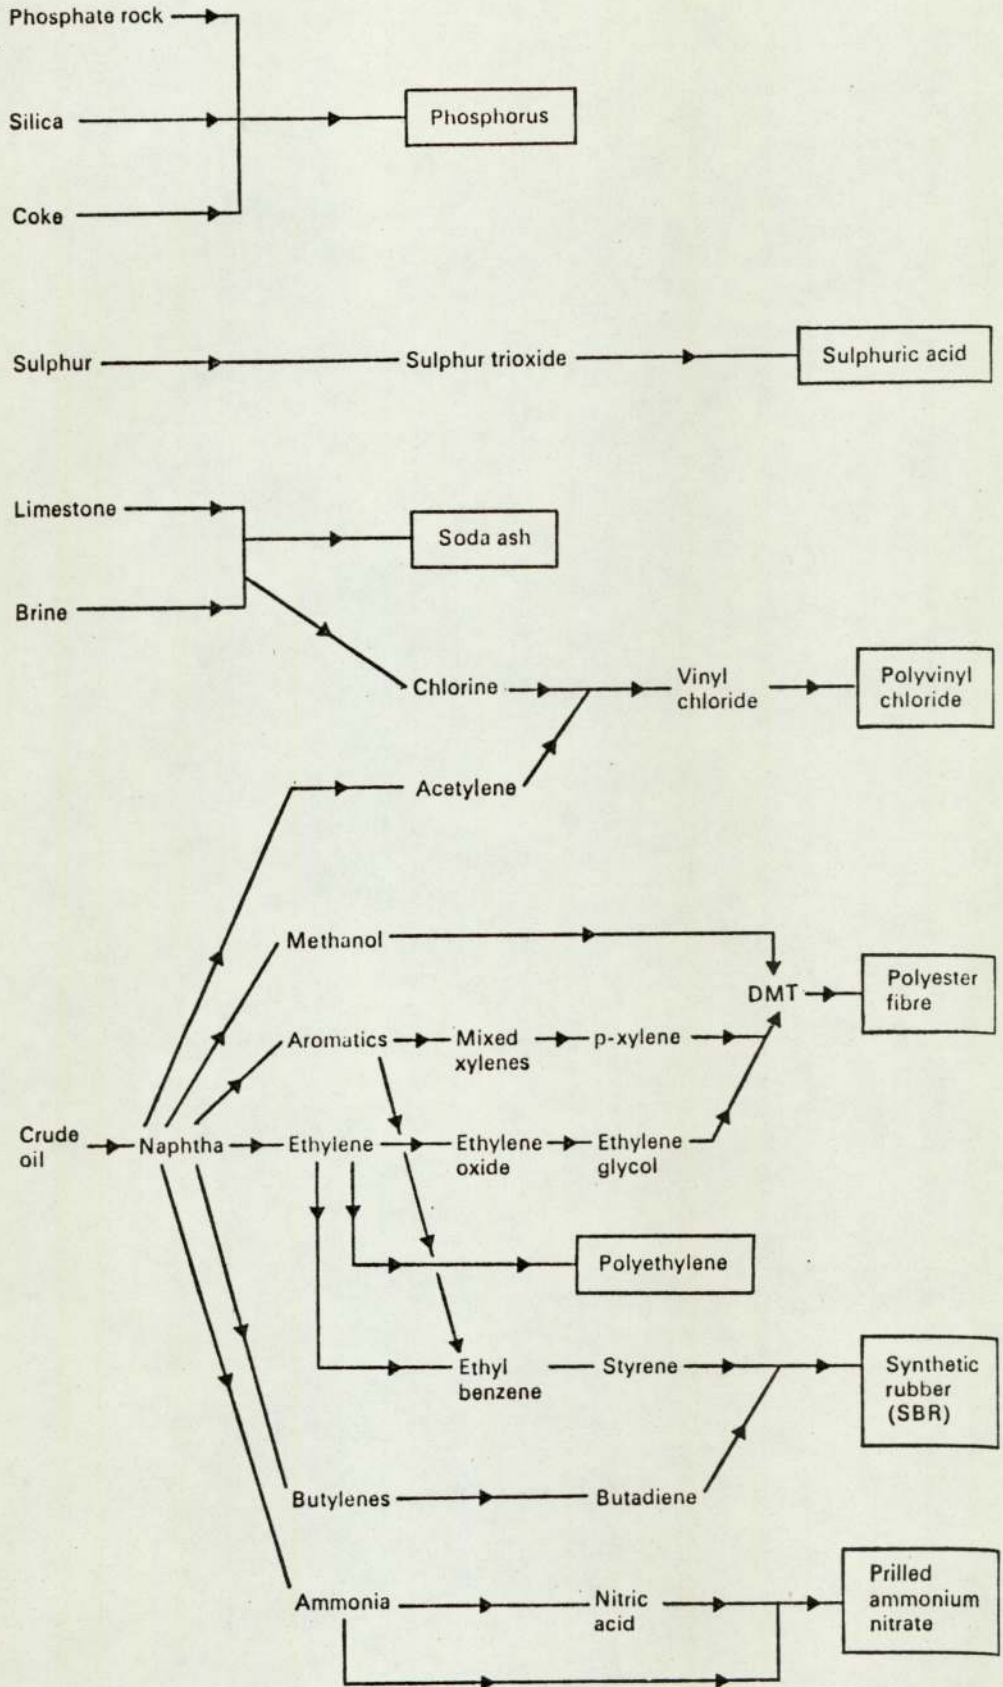 Phosphate rock
Silica
Phosphorus
Coke
Sulphur
Sulphur trioxide
Sulphuric acid
Limestone
Soda ash
Brine
Chlorine
Vinyl
chloride
Polyvinyl
chloride
Acetylene
Methanol
DMT
Polyester
fibre
Aromatics
Mixed
xylenes
p-xylene
Crude
oil
Naphtha
Ethylene
Ethylene
oxide
Ethylene
glycol
Polyethylene
Ethyl
benzene
Styrene
Synthetic
rubber
(SBR)
Butylenes
Butadiene
Ammonia
Nitric
acid
Prilled
ammonium
nitrate